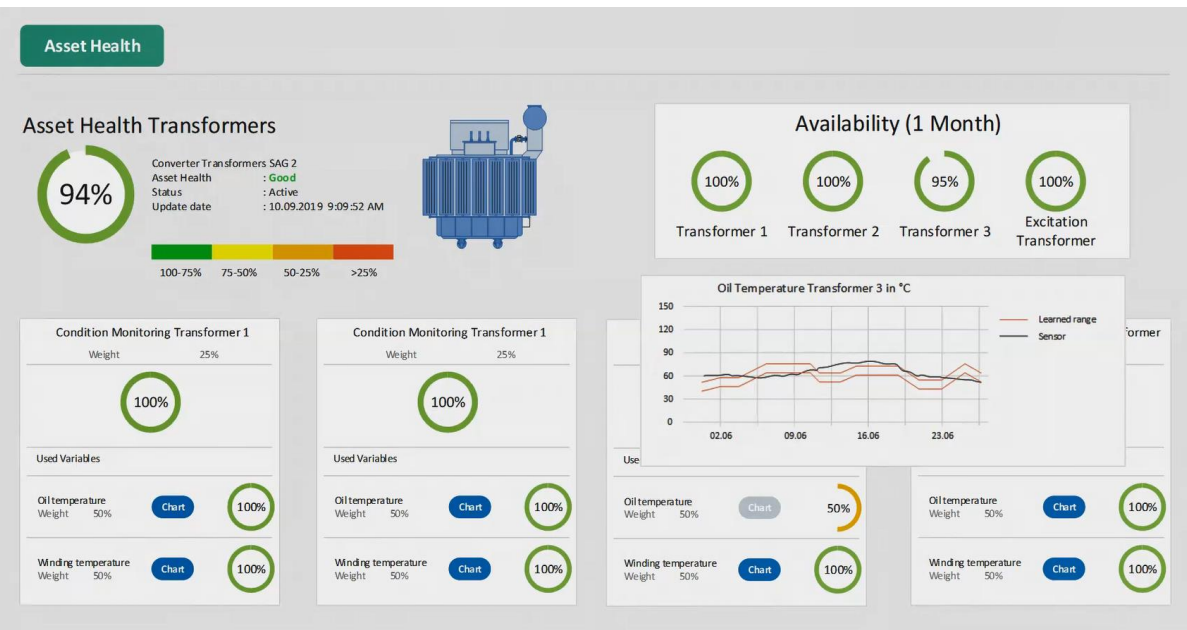 Asset Health
Asset Health Transformers
94%
Converter Transformers SAG 2
Asset Health : Good
Status : Active
Update date : 10.09.2019 9:09:52 AM
100-75% 75-50% 50-25% >25%
Availability (1 Month)
100% 100% 95% 100%
Transformer 1 Transformer 2 Transformer 3 Excitation
Transformer
Oil Temperature Transformer 3 in °C
150
120
90
60
30
0
02.06 09.06 16.06 23.06
Learned range
Sensor
Condition Monitoring Transformer 1
Weight 25%
100%
Used Variables
Oil temperature
Weight 50%
Chart
100%
Winding temperature
Weight 50%
Chart
100%
Condition Monitoring Transformer 1
Weight 25%
100%
Used Variables
Oil temperature
Weight 50%
Chart
100%
Winding temperature
Weight 50%
Chart
100%
Use
Oil temperature
Weight 50%
Chart
50%
Winding temperature
Weight 50%
Chart
100%
former
Oil temperature
Weight 50%
Chart
100%
Winding temperature
Weight 50%
Chart
100%